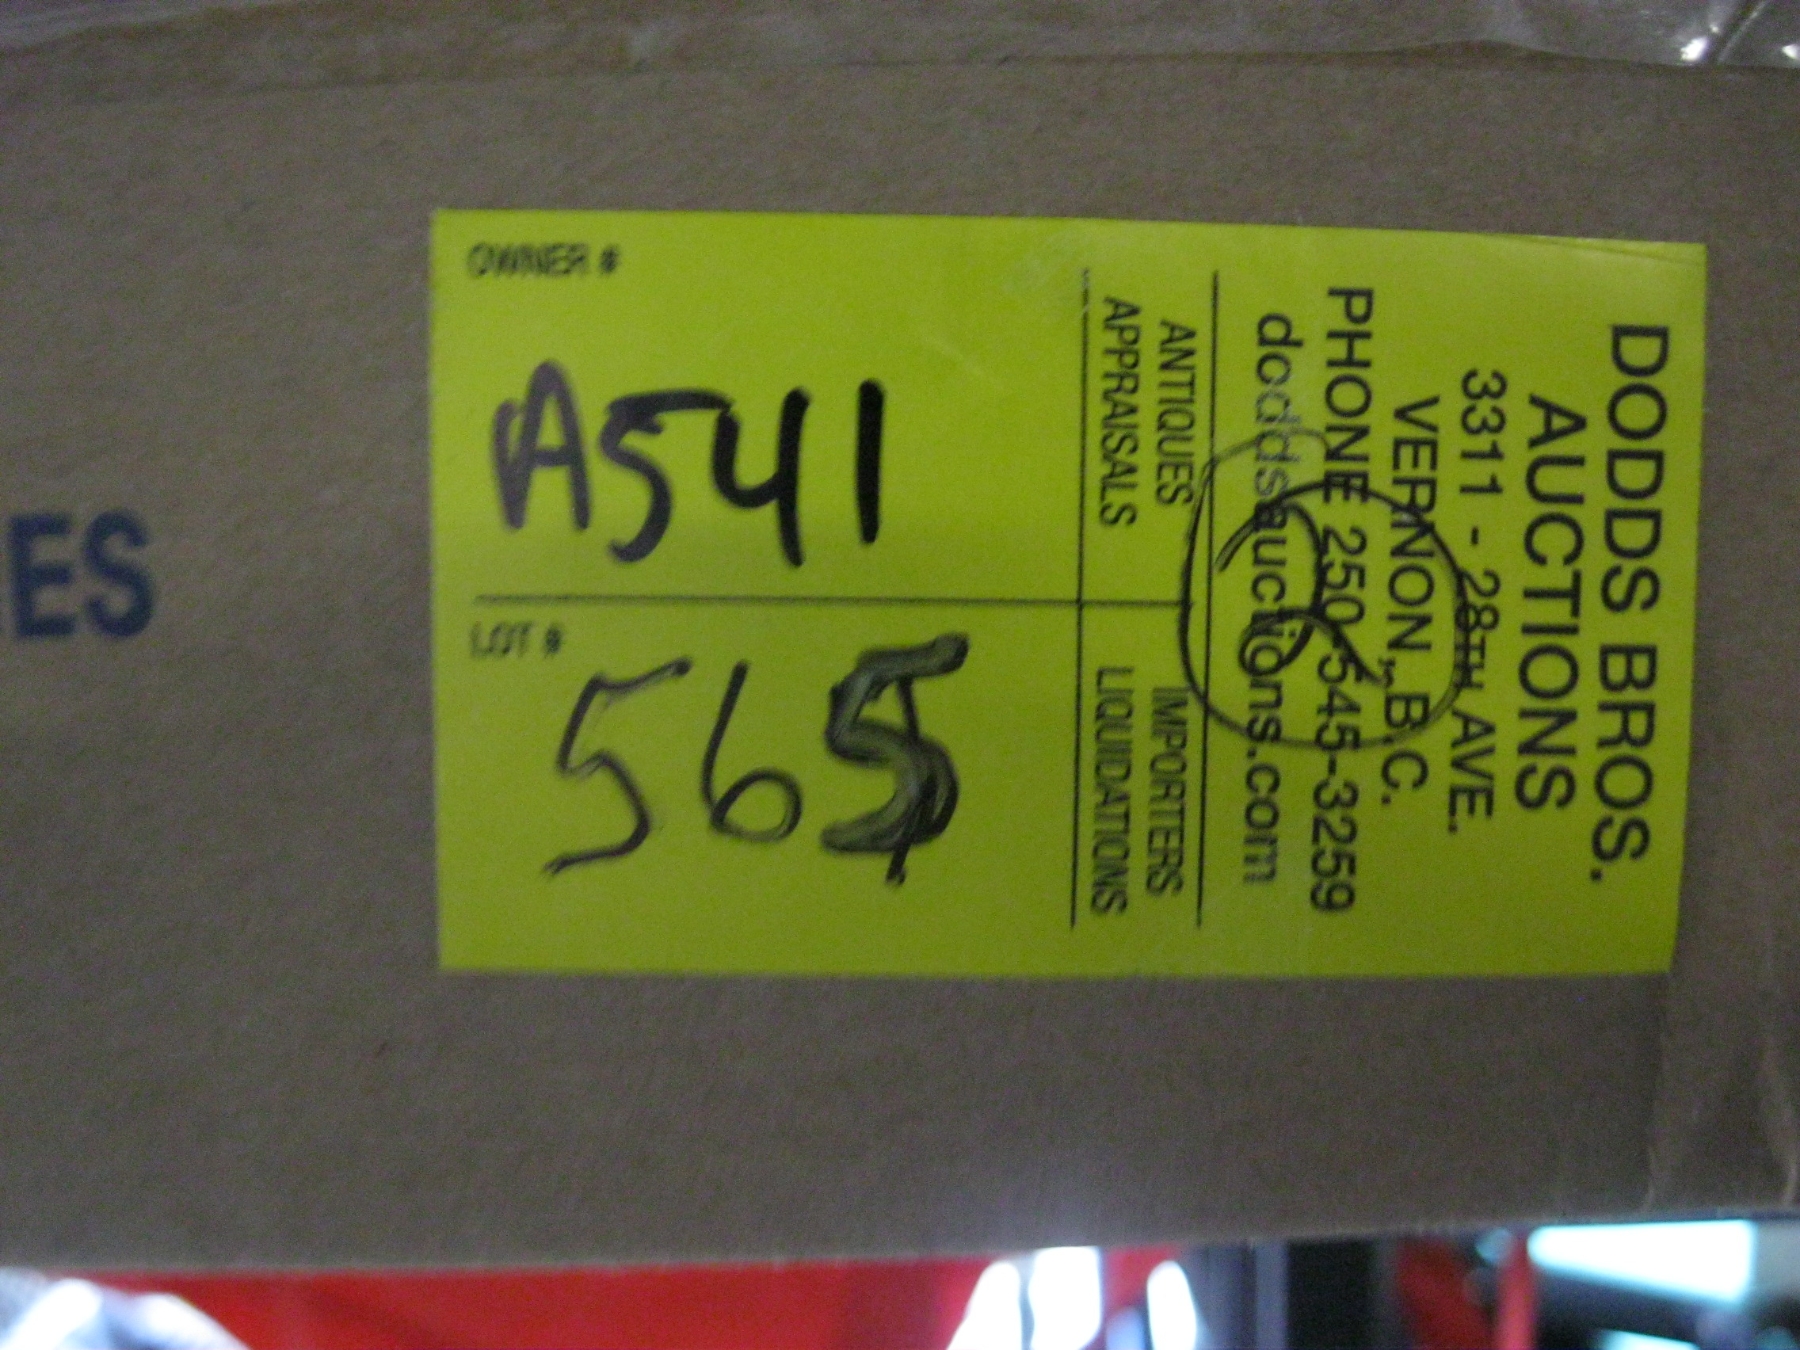 DODDS BROS.
AUCTIONS
3311 - 28TH AVE.
VERNON, B.C.
PHONE 250-545-3259
doddsauctions.com
ANTIQUES IMPORTERS
APPRAISALS LIQUIDATIONS
OWNER #
A541
LOT #
565
ES